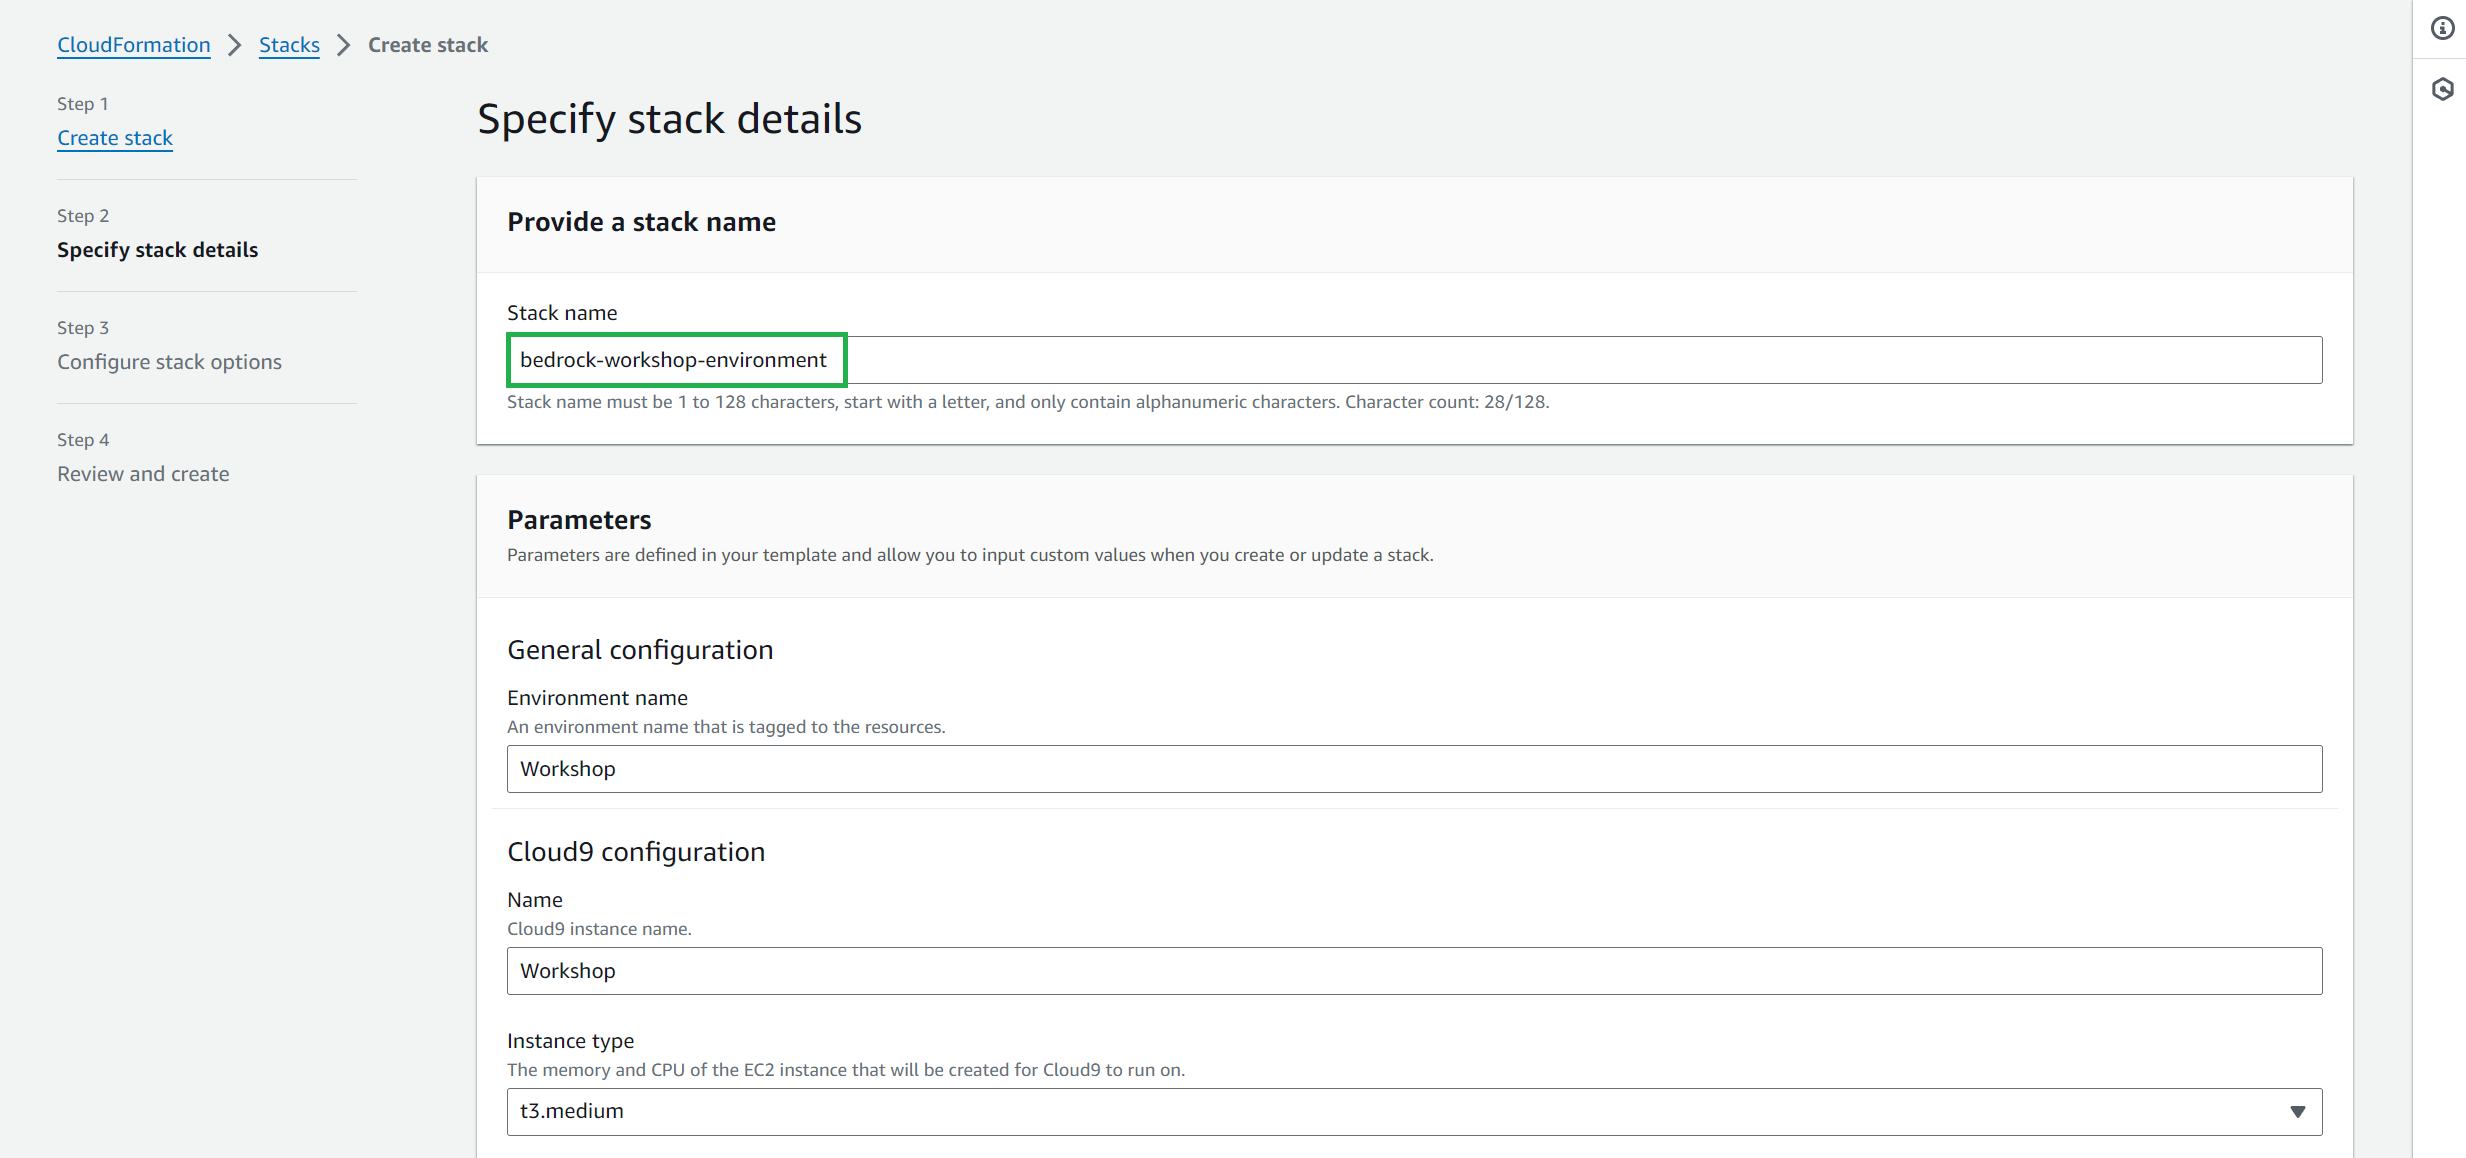 CloudFormation > Stacks > Create stack
Step 1
Create stack
Step 2
Specify stack details
Step 3
Configure stack options
Step 4
Review and create
Specify stack details
Provide a stack name
Stack name
bedrock-workshop-environment
Stack name must be 1 to 128 characters, start with a letter, and only contain alphanumeric characters. Character count: 28/128.
Parameters
Parameters are defined in your template and allow you to input custom values when you create or update a stack.
General configuration
Environment name
An environment name that is tagged to the resources.
Workshop
Cloud9 configuration
Name
Cloud9 instance name.
Workshop
Instance type
The memory and CPU of the EC2 instance that will be created for Cloud9 to run on.
t3.medium